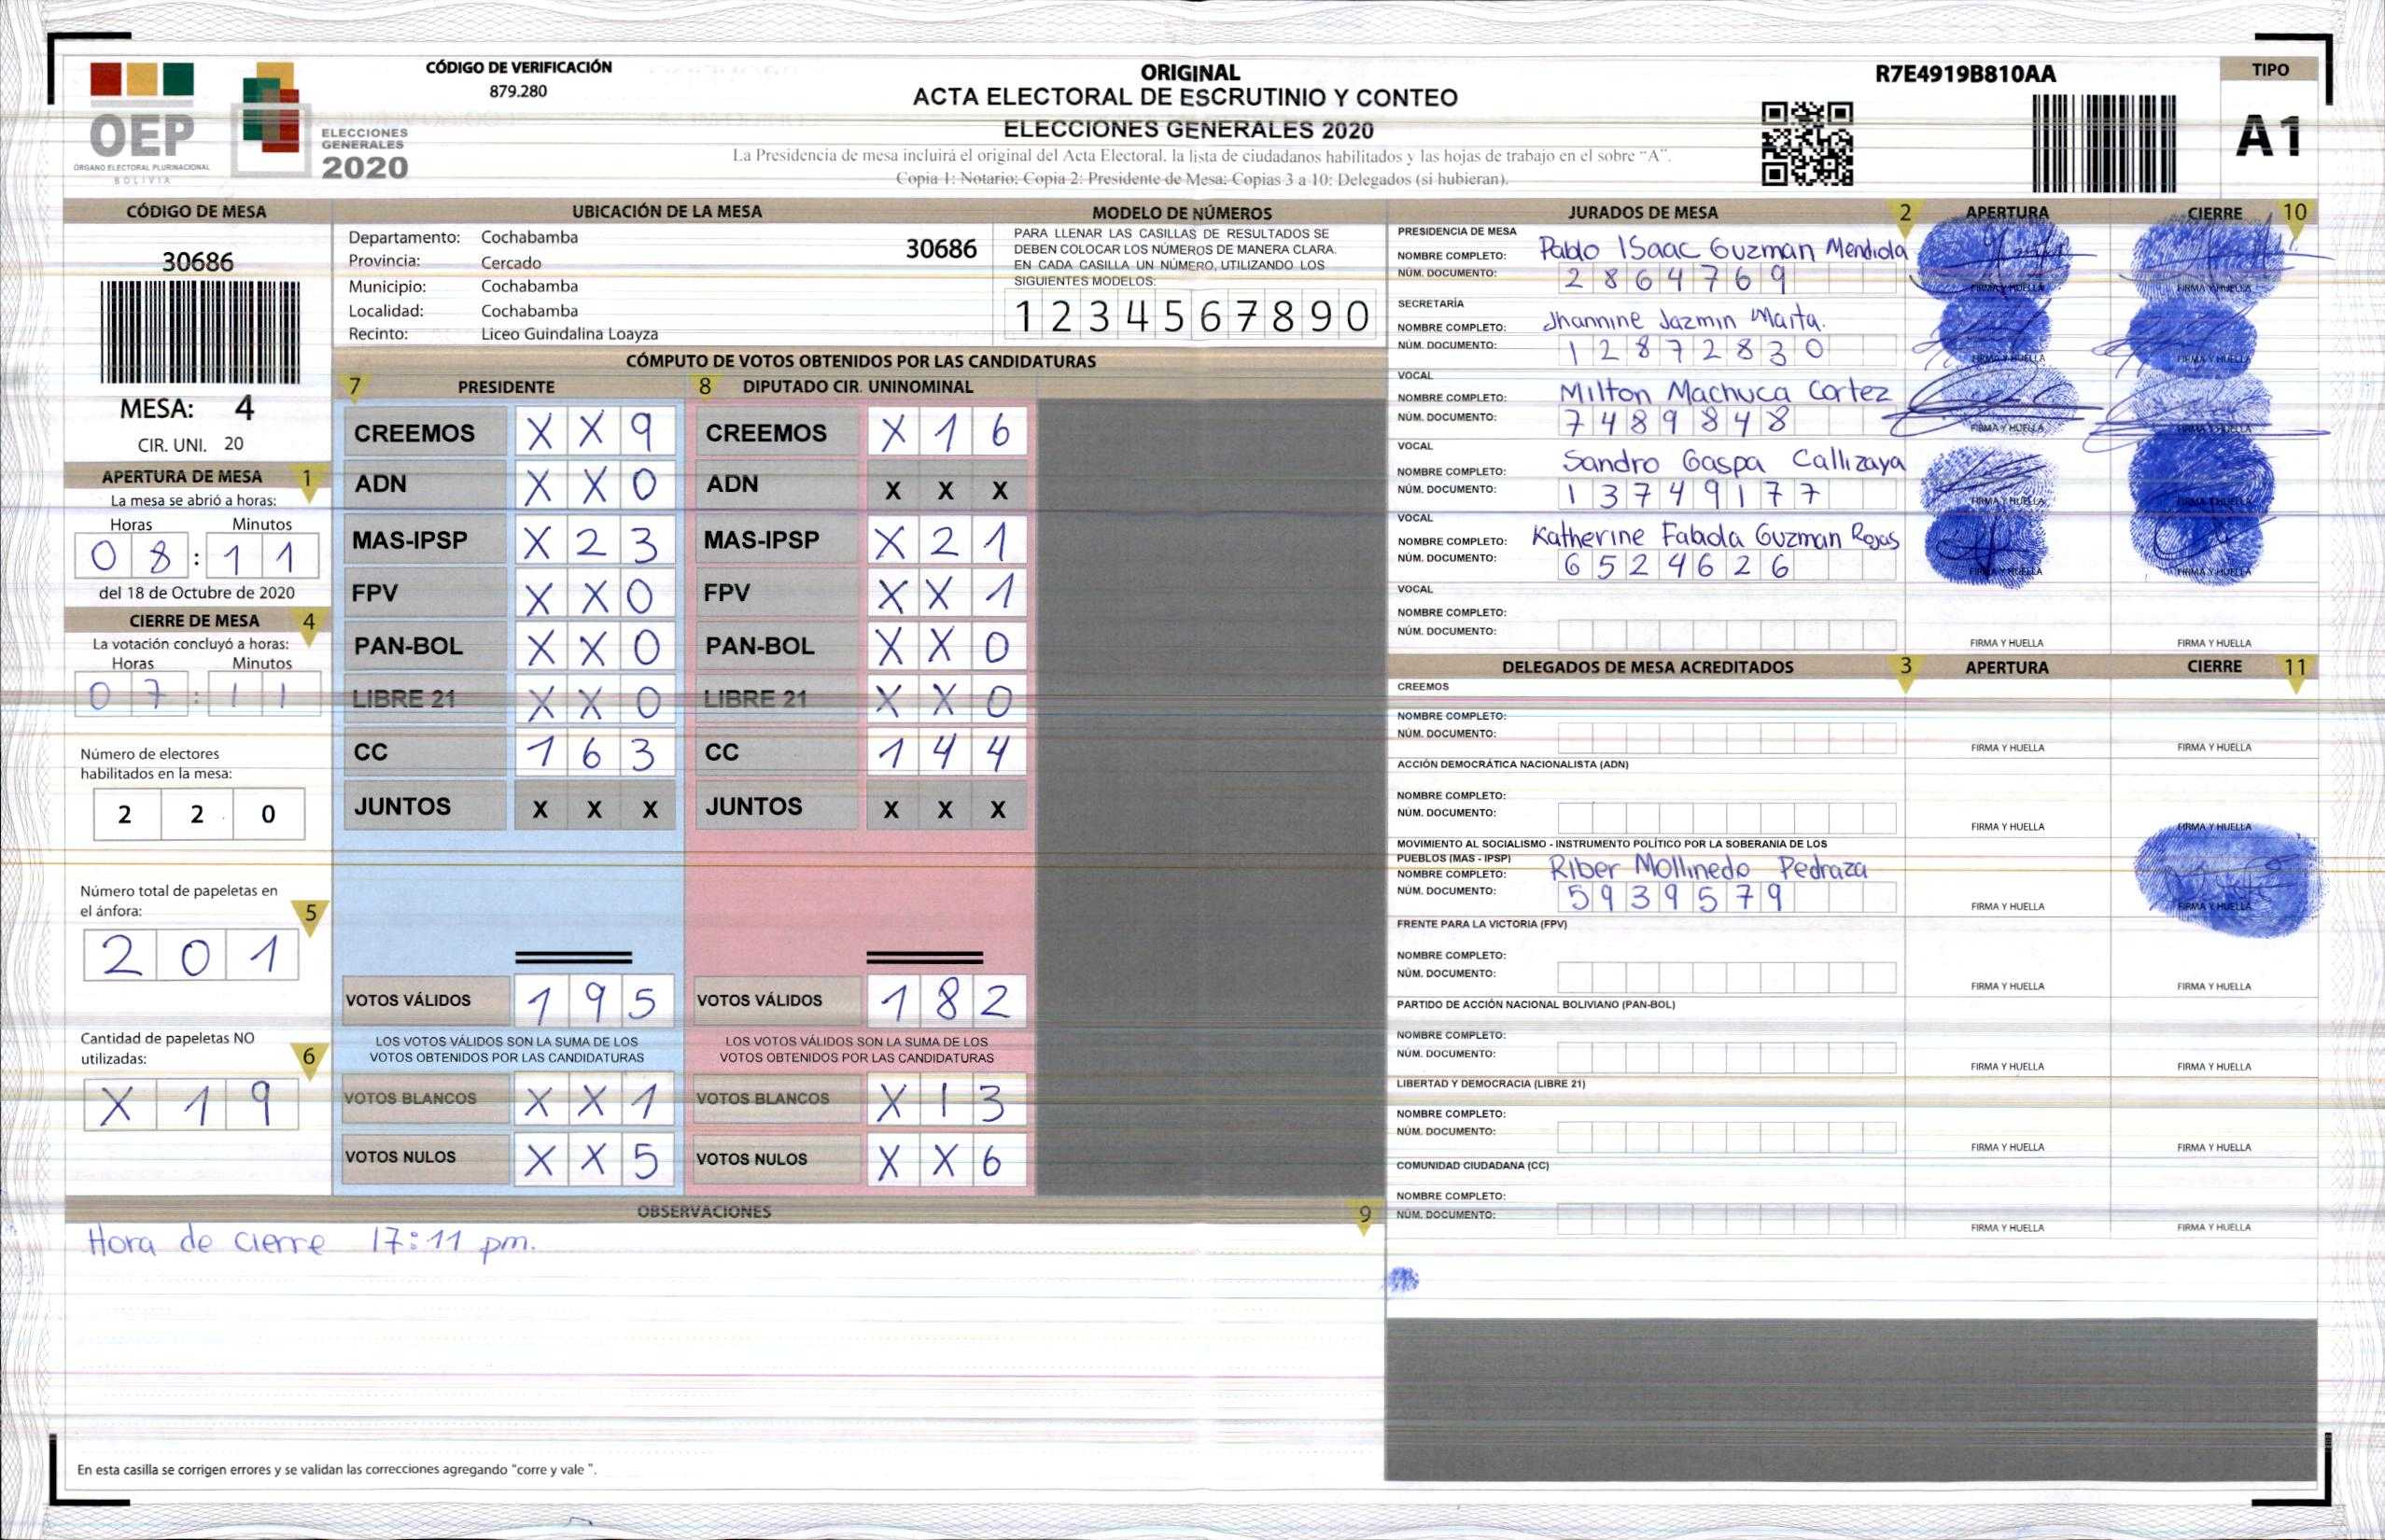 CÓDIGO DE VERIFICACIÓN
879.280
ORIGINAL
ACTA ELECTORAL DE ESCRUTINIO Y CONTEO
ELECCIONES GENERALES 2020
La Presidencia de mesa incluirá el original del Acta Electoral, la lista de ciudadanos habilitados y las hojas de trabajo en el sobre "A".
Copia 1: Notario; Copia 2: Presidente de Mesa; Copias 3 a 10: Delegados (si hubieran).
R7E4919B810AA
TIPO
A1
OEP
ÓRGANO ELECTORAL PLURINACIONAL
BOLIVIA
ELECCIONES
GENERALES
2020
CÓDIGO DE MESA
30686
MESA: 4
CIR. UNI. 20
APERTURA DE MESA 1
La mesa se abrió a horas:
Horas Minutos
08:11
del 18 de Octubre de 2020
CIERRE DE MESA 4
La votación concluyó a horas:
Horas Minutos
07:11
Número de electores
habilitados en la mesa:
2 2 0
Número total de papeletas en
el ánfora: 5
2 0 1
Cantidad de papeletas NO
utilizadas: 6
X 1 9
UBICACIÓN DE LA MESA
Departamento: Cochabamba
30686
Provincia: Cercado
Municipio: Cochabamba
Localidad: Cochabamba
Recinto: Liceo Guindalina Loayza
MODELO DE NÚMEROS
PARA LLENAR LAS CASILLAS DE RESULTADOS SE
DEBEN COLOCAR LOS NÚMEROS DE MANERA CLARA.
EN CADA CASILLA UN NÚMERO, UTILIZANDO LOS
SIGUIENTES MODELOS:
1 2 3 4 5 6 7 8 9 0
CÓMPUTO DE VOTOS OBTENIDOS POR LAS CANDIDATURAS
7 PRESIDENTE 8 DIPUTADO CIR. UNINOMINAL
CREEMOS X X 9 CREEMOS X 1 6
ADN X X 0 ADN X X X
MAS-IPSP X 2 3 MAS-IPSP X 2 1
FPV X X 0 FPV X X 1
PAN-BOL X X 0 PAN-BOL X X 0
LIBRE 21 X X 0 LIBRE 21 X X 0
CC 1 6 3 CC 1 4 4
JUNTOS X X X JUNTOS X X X
VOTOS VÁLIDOS 1 9 5 VOTOS VÁLIDOS 1 8 2
LOS VOTOS VÁLIDOS SON LA SUMA DE LOS LOS VOTOS VÁLIDOS SON LA SUMA DE LOS
VOTOS OBTENIDOS POR LAS CANDIDATURAS VOTOS OBTENIDOS POR LAS CANDIDATURAS
VOTOS BLANCOS X X 1 VOTOS BLANCOS X 1 3
VOTOS NULOS X X 5 VOTOS NULOS X X 6
OBSERVACIONES 9
Hora de cierre 17:11 pm.
En esta casilla se corrigen errores y se validan las correcciones agregando "corre y vale ".
JURADOS DE MESA 2 APERTURA CIERRE 10
PRESIDENCIA DE MESA
NOMBRE COMPLETO: Pablo Isaac Guzman Mendiola
NÚM. DOCUMENTO: 2864769
FIRMA Y HUELLA FIRMA Y HUELLA
SECRETARÍA
NOMBRE COMPLETO: Jhannine Jazmin Marta.
NÚM. DOCUMENTO: 12872830
FIRMA Y HUELLA FIRMA Y HUELLA
VOCAL
NOMBRE COMPLETO: Milton Machuca Cortez
NÚM. DOCUMENTO: 7489848
FIRMA Y HUELLA FIRMA Y HUELLA
VOCAL
NOMBRE COMPLETO: Sandro Gaspa Callizaya
NÚM. DOCUMENTO: 13749177
FIRMA Y HUELLA FIRMA Y HUELLA
VOCAL
NOMBRE COMPLETO: Katherine Fabola Guzman Rojas
NÚM. DOCUMENTO: 6524626
FIRMA Y HUELLA FIRMA Y HUELLA
VOCAL
NOMBRE COMPLETO:
NÚM. DOCUMENTO:
FIRMA Y HUELLA FIRMA Y HUELLA
DELEGADOS DE MESA ACREDITADOS 3 APERTURA CIERRE 11
CREEMOS
NOMBRE COMPLETO:
NÚM. DOCUMENTO:
FIRMA Y HUELLA FIRMA Y HUELLA
ACCIÓN DEMOCRÁTICA NACIONALISTA (ADN)
NOMBRE COMPLETO:
NÚM. DOCUMENTO:
FIRMA Y HUELLA FIRMA Y HUELLA
MOVIMIENTO AL SOCIALISMO - INSTRUMENTO POLÍTICO POR LA SOBERANIA DE LOS
PUEBLOS (MAS - IPSP)
NOMBRE COMPLETO: Riber Mollinedo Pedraza
NÚM. DOCUMENTO: 5939579
FIRMA Y HUELLA FIRMA Y HUELLA
FRENTE PARA LA VICTORIA (FPV)
NOMBRE COMPLETO:
NÚM. DOCUMENTO:
FIRMA Y HUELLA FIRMA Y HUELLA
PARTIDO DE ACCIÓN NACIONAL BOLIVIANO (PAN-BOL)
NOMBRE COMPLETO:
NÚM. DOCUMENTO:
FIRMA Y HUELLA FIRMA Y HUELLA
LIBERTAD Y DEMOCRACIA (LIBRE 21)
NOMBRE COMPLETO:
NÚM. DOCUMENTO:
FIRMA Y HUELLA FIRMA Y HUELLA
COMUNIDAD CIUDADANA (CC)
NOMBRE COMPLETO:
NÚM. DOCUMENTO:
FIRMA Y HUELLA FIRMA Y HUELLA